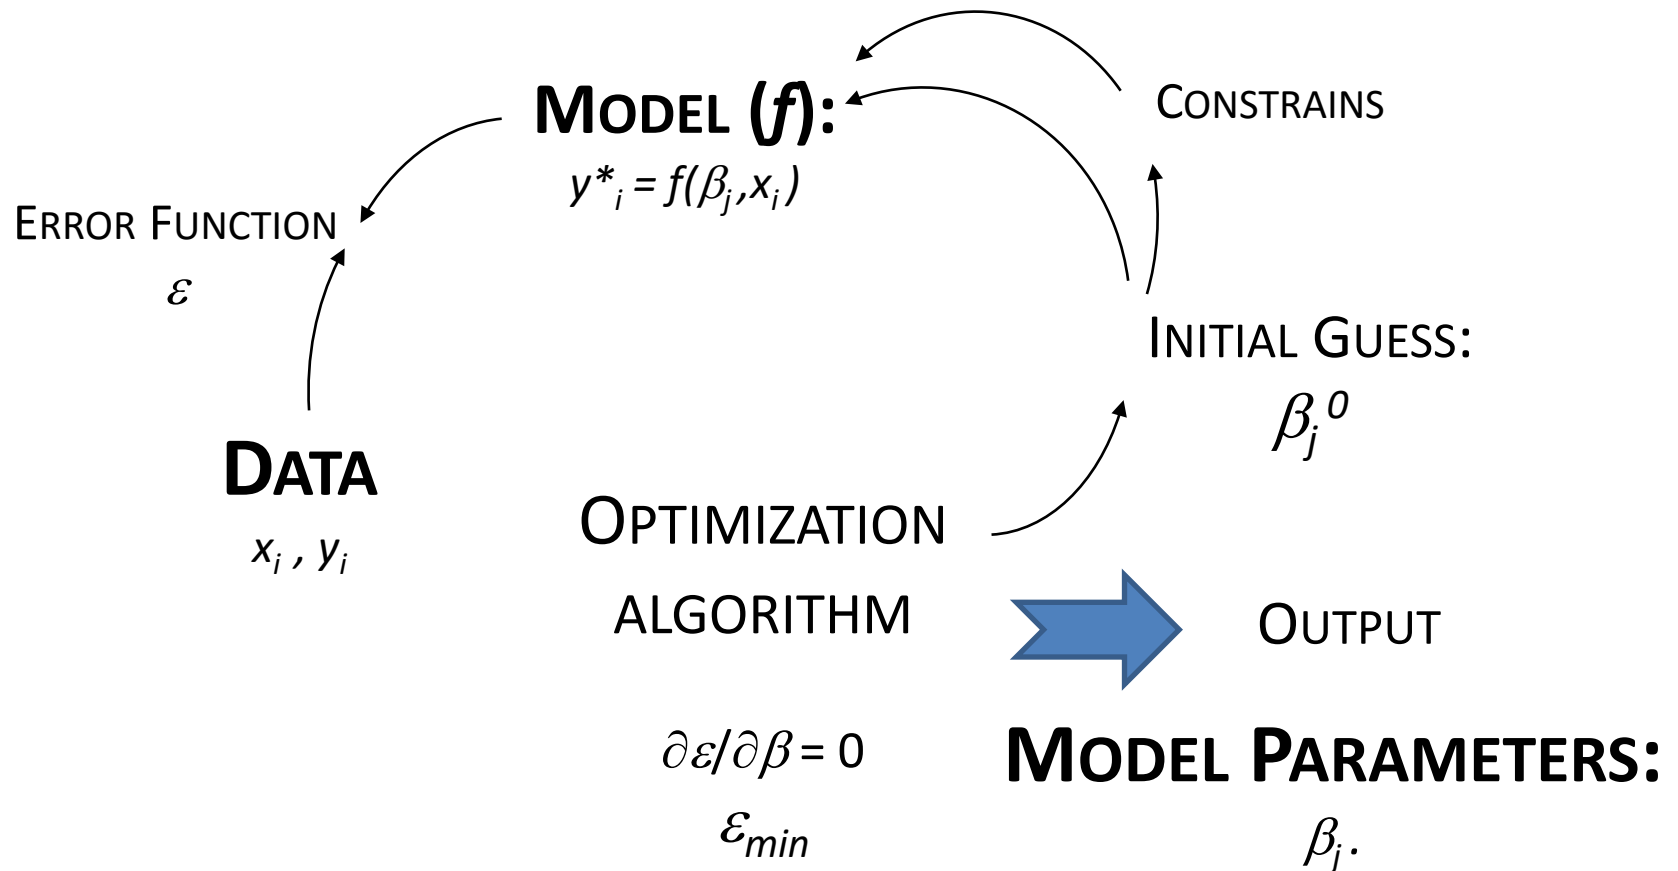 MODEL (f):
y*i = f(βj,xi)
CONSTRAINS
ERROR FUNCTION
ε
INITIAL GUESS:
βj0
DATA
xi , yi
OPTIMIZATION
ALGORITHM
OUTPUT
∂ε/∂β = 0
εmin
MODEL PARAMETERS:
βj.